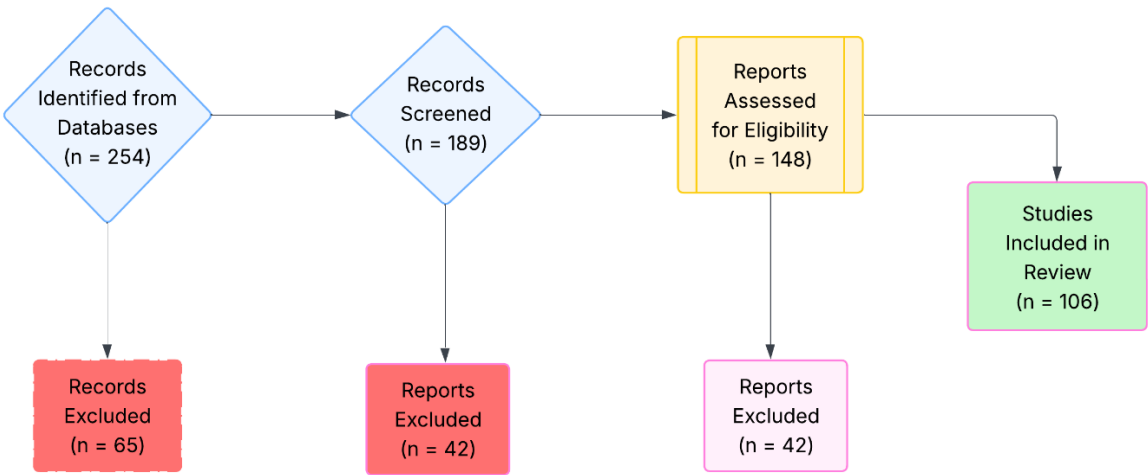 Records
Identified from
Databases
(n = 254)
Records
Screened
(n = 189)
Reports
Assessed
for Eligibility
(n = 148)
Studies
Included in
Review
(n = 106)
Records
Excluded
(n = 65)
Reports
Excluded
(n = 42)
Reports
Excluded
(n = 42)